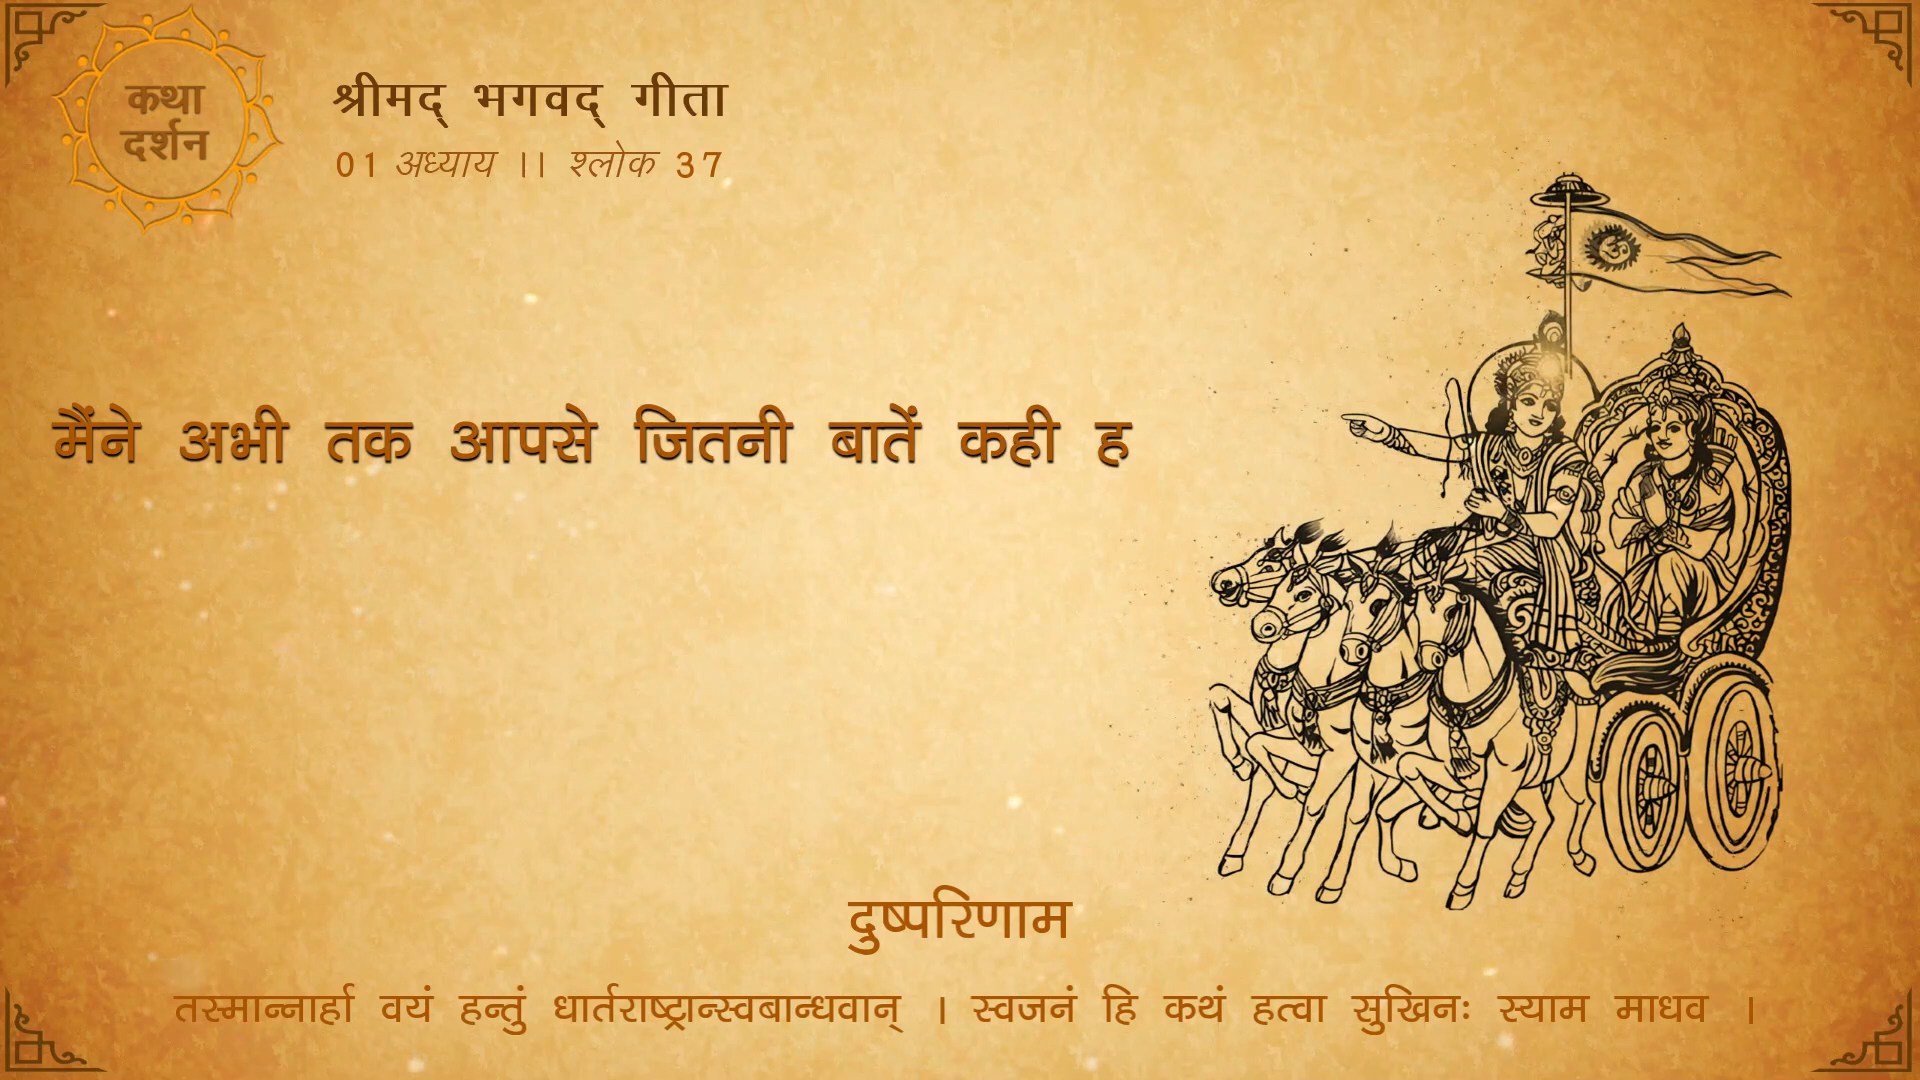 कथा
दर्शन
श्रीमद् भगवद् गीता
01 अध्याय ।। श्लोक 37
मैंने अभी तक आपसे जितनी बातें कही ह
दुष्परिणाम
तस्मान्नार्हा वयं हन्तुं धार्तराष्ट्रान्स्वबान्धवान् । स्वजनं हि कथं हत्वा सुखिनः स्याम माधव ।